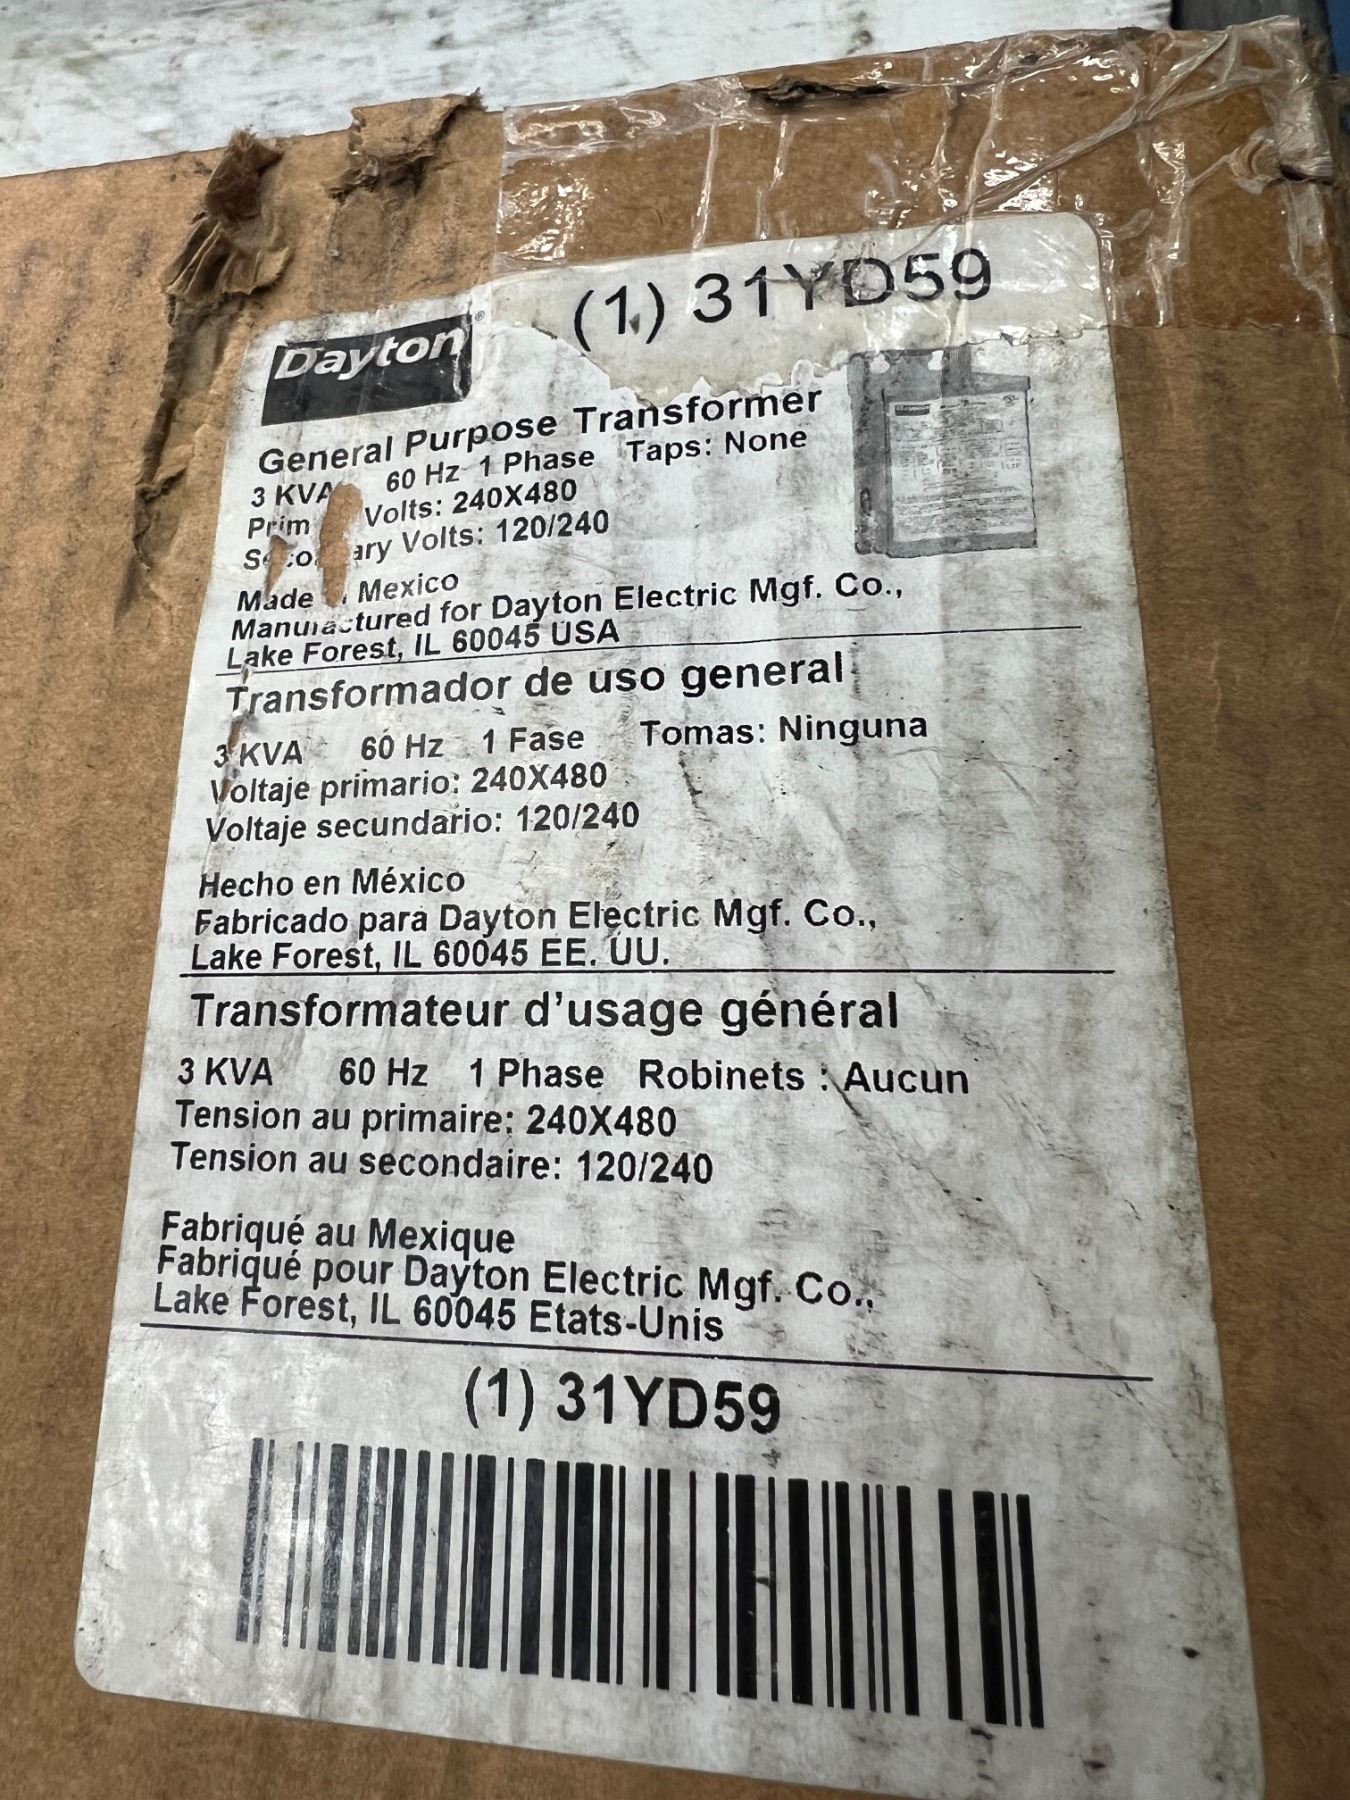 (1) 31YD59
Dayton®
General Purpose Transformer
3 KVA 60 Hz 1 Phase Taps: None
Prim Volts: 240X480
Volts: 120/240
Made Mexico
Manufactured for Dayton Electric Mgf. Co.,
Lake Forest, IL 60045 USA
Transformador de uso general
3 KVA 60 Hz 1 Fase Tomas: Ninguna
Voltaje primario: 240X480
Voltaje secundario: 120/240
Hecho en México
Fabricado para Dayton Electric Mgf. Co.,
Lake Forest, IL 60045 EE. UU.
Transformateur d'usage général
3 KVA 60 Hz 1 Phase Robinets : Aucun
Tension au primaire: 240X480
Tension au secondaire: 120/240
Fabriqué au Mexique
Fabriqué pour Dayton Electric Mgf. Co.,
Lake Forest, IL 60045 Etats-Unis
(1) 31YD59